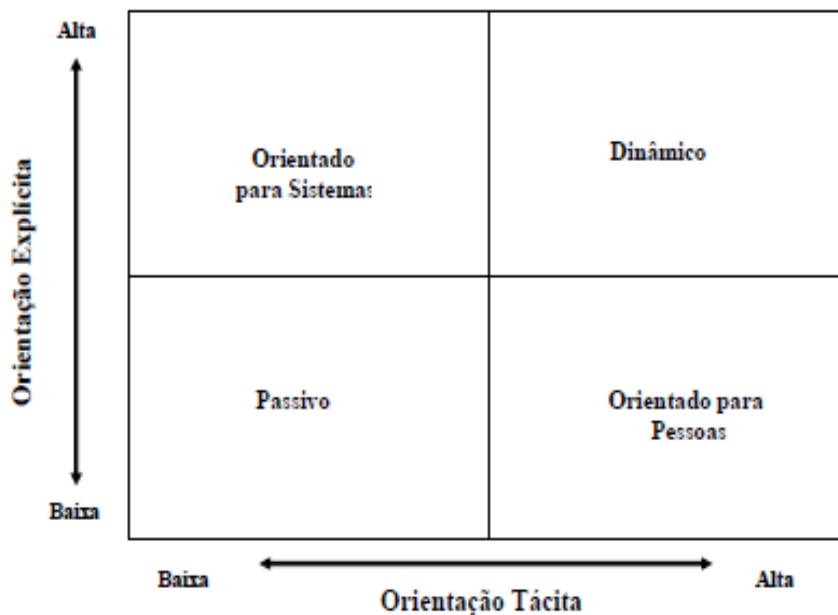 Alta
Orientação Explícita
Orientado
para Sistemas
Dinâmico
Passivo
Orientado para
Pessoas
Baixa
Baixa
Alta
Orientação Tácita